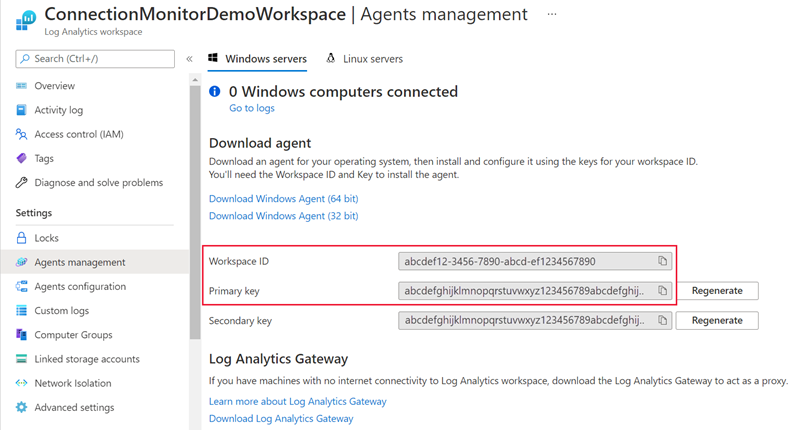 ConnectionMonitorDemoWorkspace | Agents management ...
Log Analytics workspace
Search (Ctrl+/)
«
Overview
Activity log
Access control (IAM)
Tags
Diagnose and solve problems
Settings
Locks
Agents management
Agents configuration
Custom logs
Computer Groups
Linked storage accounts
Network Isolation
Advanced settings
Windows servers
Linux servers
0 Windows computers connected
Go to logs
Download agent
Download an agent for your operating system, then install and configure it using the keys for your workspace ID.
You'll need the Workspace ID and Key to install the agent.
Download Windows Agent (64 bit)
Download Windows Agent (32 bit)
Workspace ID abcdef12-3456-7890-abcd-ef1234567890
Primary key abcdefghijklmnopqrstuvwxyz123456789abcdefghij.. Regenerate
Secondary key abcdefghijklmnopqrstuvwxyz123456789abcdefghij.. Regenerate
Log Analytics Gateway
If you have machines with no internet connectivity to Log Analytics workspace, download the Log Analytics Gateway to act as a proxy.
Learn more about Log Analytics Gateway
Download Log Analytics Gateway